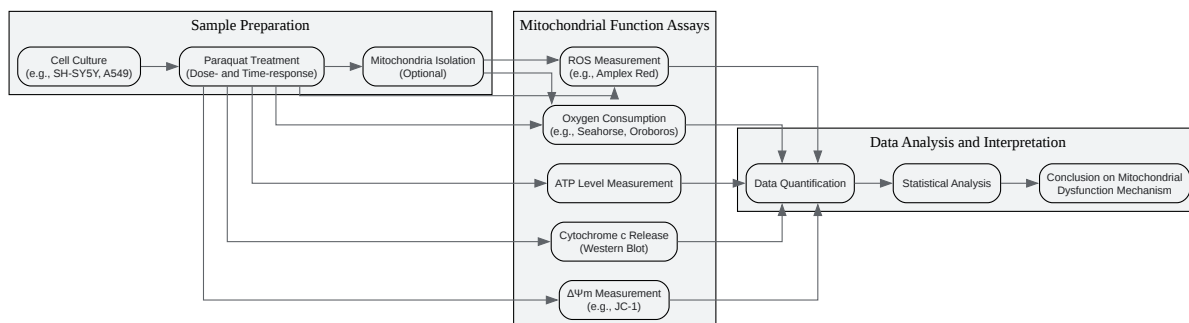 Sample Preparation
Cell Culture
(e.g., SH-SY5Y, A549)
Paraquat Treatment
(Dose- and Time-response)
Mitochondria Isolation
(Optional)
Mitochondrial Function Assays
ROS Measurement
(e.g., Amplex Red)
Oxygen Consumption
(e.g., Seahorse, Oroboros)
ATP Level Measurement
Cytochrome c Release
(Western Blot)
ΔΨm Measurement
(e.g., JC-1)
Data Analysis and Interpretation
Data Quantification
Statistical Analysis
Conclusion on Mitochondrial
Dysfunction Mechanism